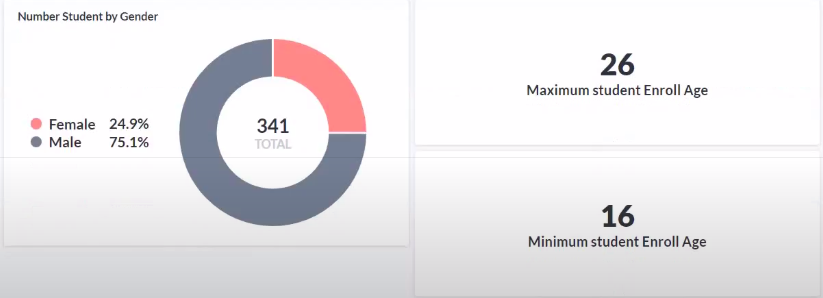 Number Student by Gender
Female 24.9%
Male 75.1%
341
TOTAL
26
Maximum student Enroll Age
16
Minimum student Enroll Age